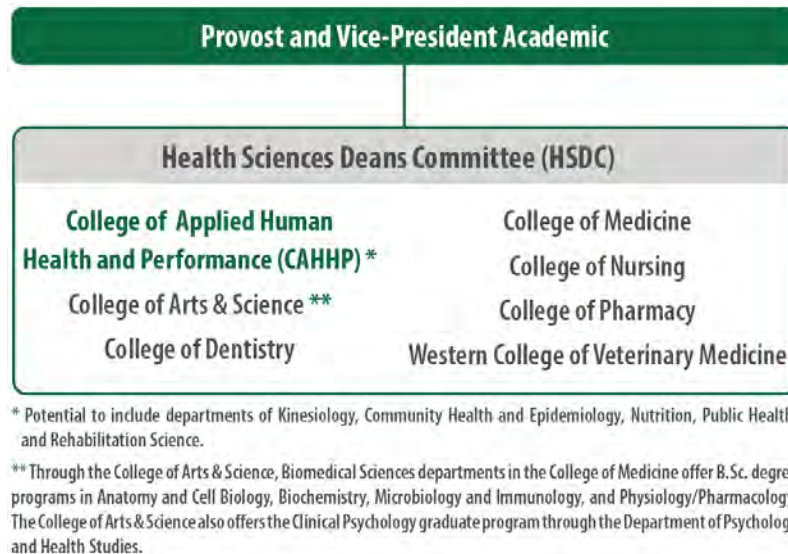 Provost and Vice-President Academic
Health Sciences Deans Committee (HSDC)
College of Applied Human
Health and Performance (CAHHP) *
College of Arts & Science **
College of Dentistry
College of Medicine
College of Nursing
College of Pharmacy
Western College of Veterinary Medicine
* Potential to include departments of Kinesiology, Community Health and Epidemiology, Nutrition, Public Health
and Rehabilitation Science.
** Through the College of Arts & Science, Biomedical Sciences departments in the College of Medicine offer B.Sc. degre
programs in Anatomy and Cell Biology, Biochemistry, Microbiology and Immunology, and Physiology/Pharmacolog
The College of Arts & Science also offers the Clinical Psychology graduate program through the Department of Psycholog
and Health Studies.